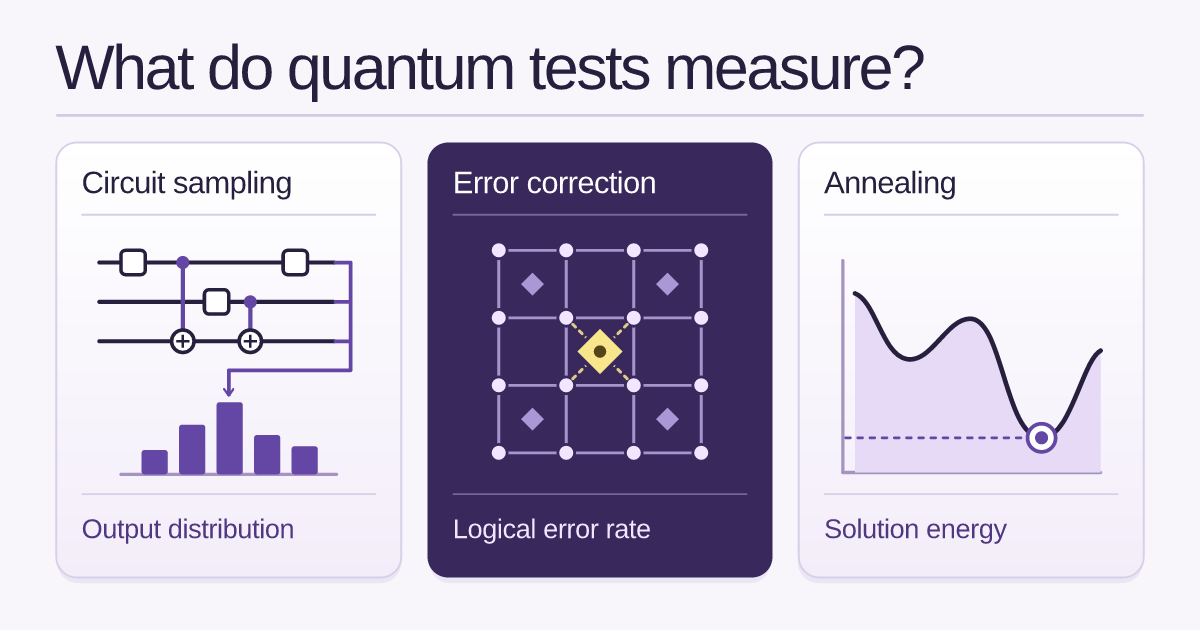 What do quantum tests measure?
Circuit sampling
Output distribution
Error correction
Logical error rate
Annealing
Solution energy